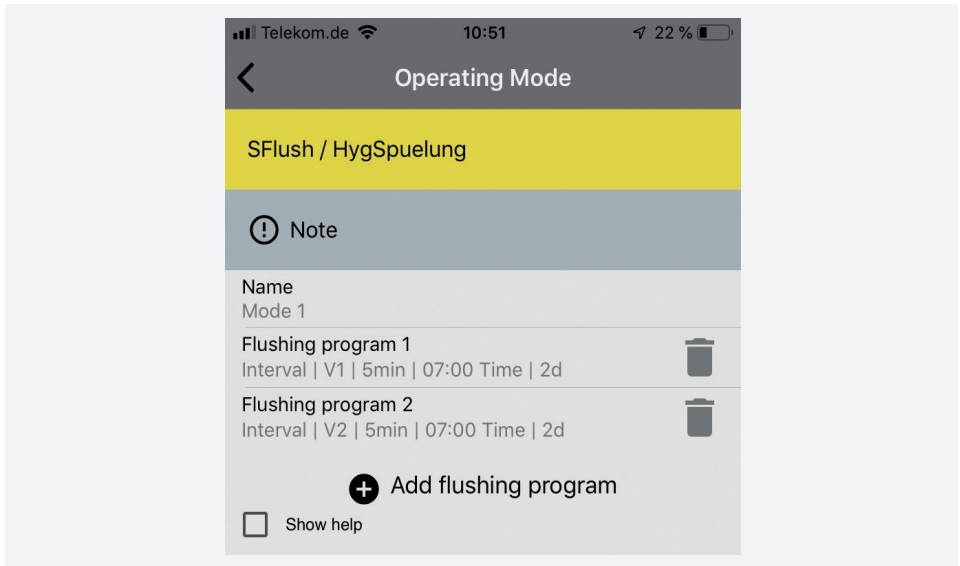 Telekom.de 10:51 22 %
Operating Mode
SFlush / HygSpuelung
Note
Name
Mode 1
Flushing program 1
Interval | V1 | 5min | 07:00 Time | 2d
Flushing program 2
Interval | V2 | 5min | 07:00 Time | 2d
Add flushing program
Show help